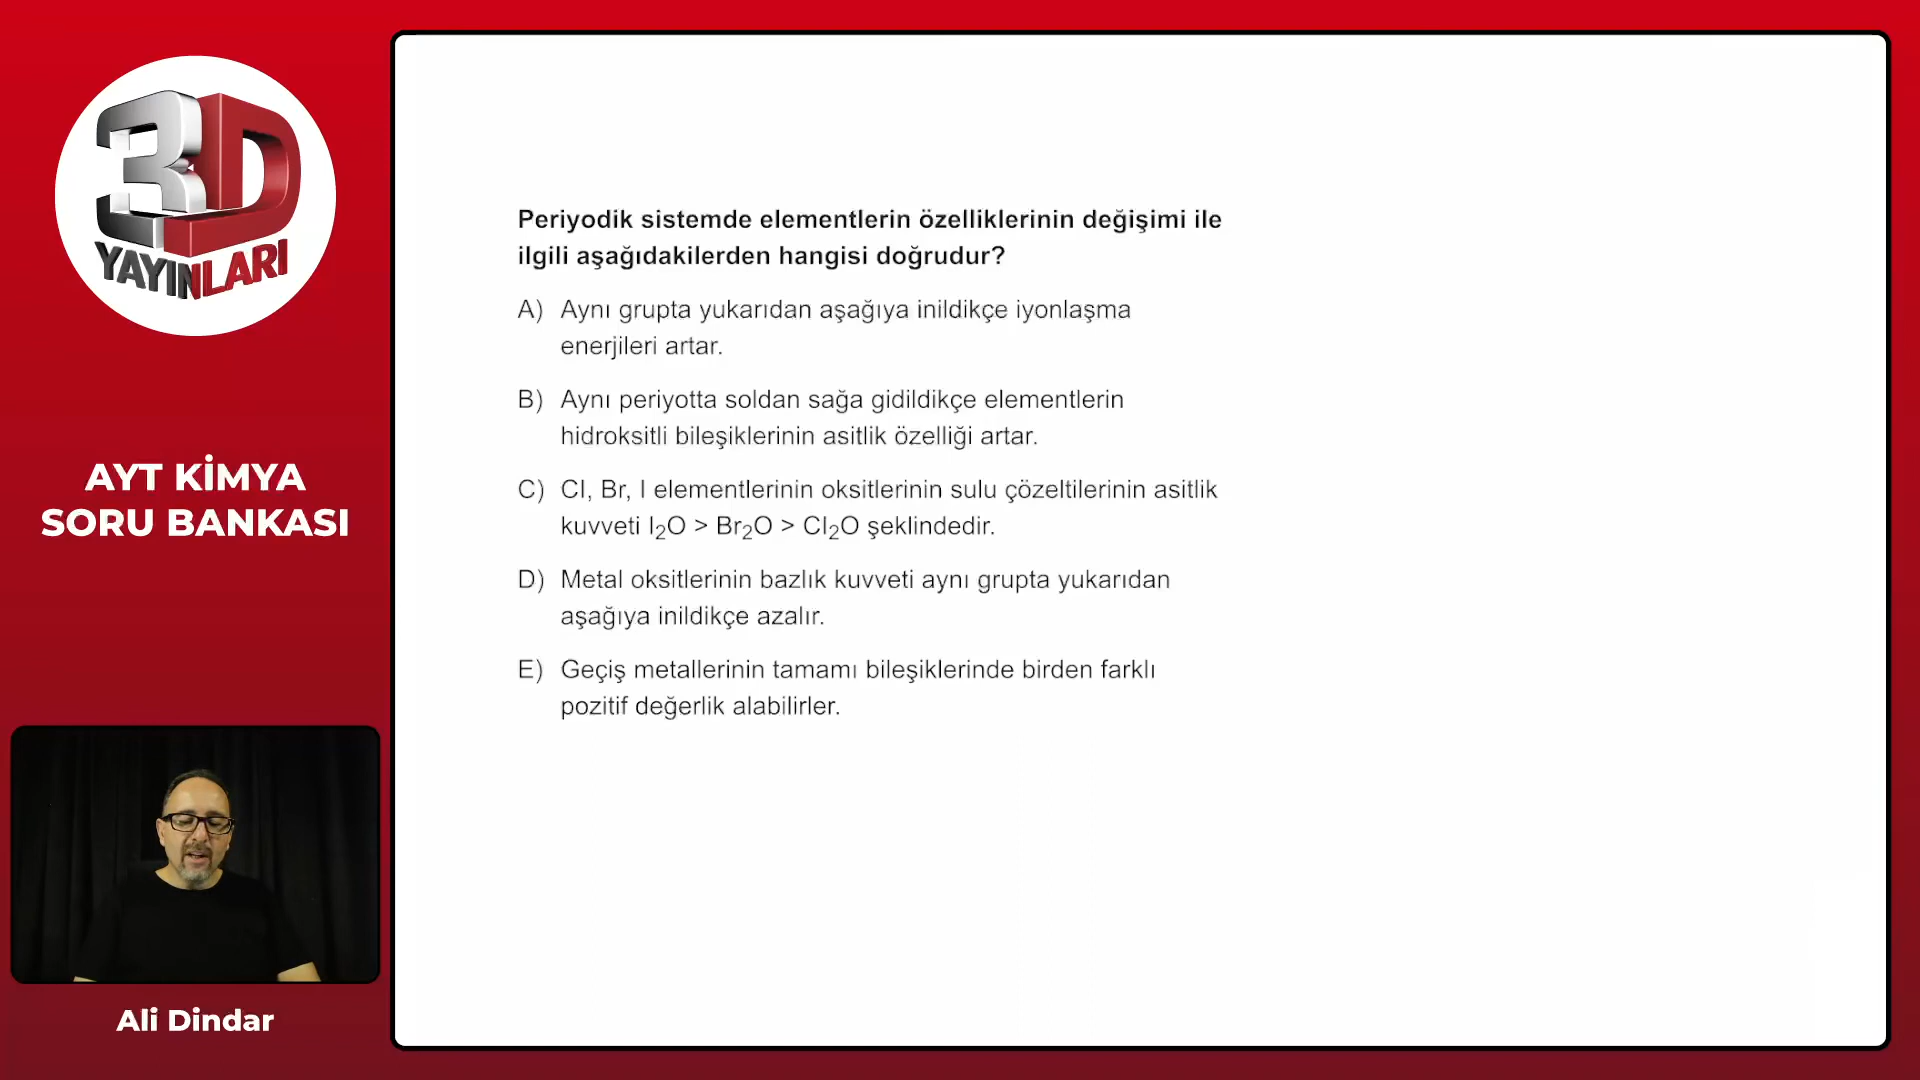 3D
YAYINLARI
AYT KİMYA
SORU BANKASI
Ali Dindar
Periyodik sistemde elementlerin özelliklerinin değişimi ile
ilgili aşağıdakilerden hangisi doğrudur?
A) Aynı grupta yukarıdan aşağıya inildikçe iyonlaşma
enerjileri artar.
B) Aynı periyotta soldan sağa gidildikçe elementlerin
hidroksitli bileşiklerinin asitlik özelliği artar.
C) Cl, Br, I elementlerinin oksitlerinin sulu çözeltilerinin asitlik
kuvveti I₂O > Br₂O > Cl₂O şeklindedir.
D) Metal oksitlerinin bazlık kuvveti aynı grupta yukarıdan
aşağıya inildikçe azalır.
E) Geçiş metallerinin tamamı bileşiklerinde birden farklı
pozitif değerlik alabilirler.